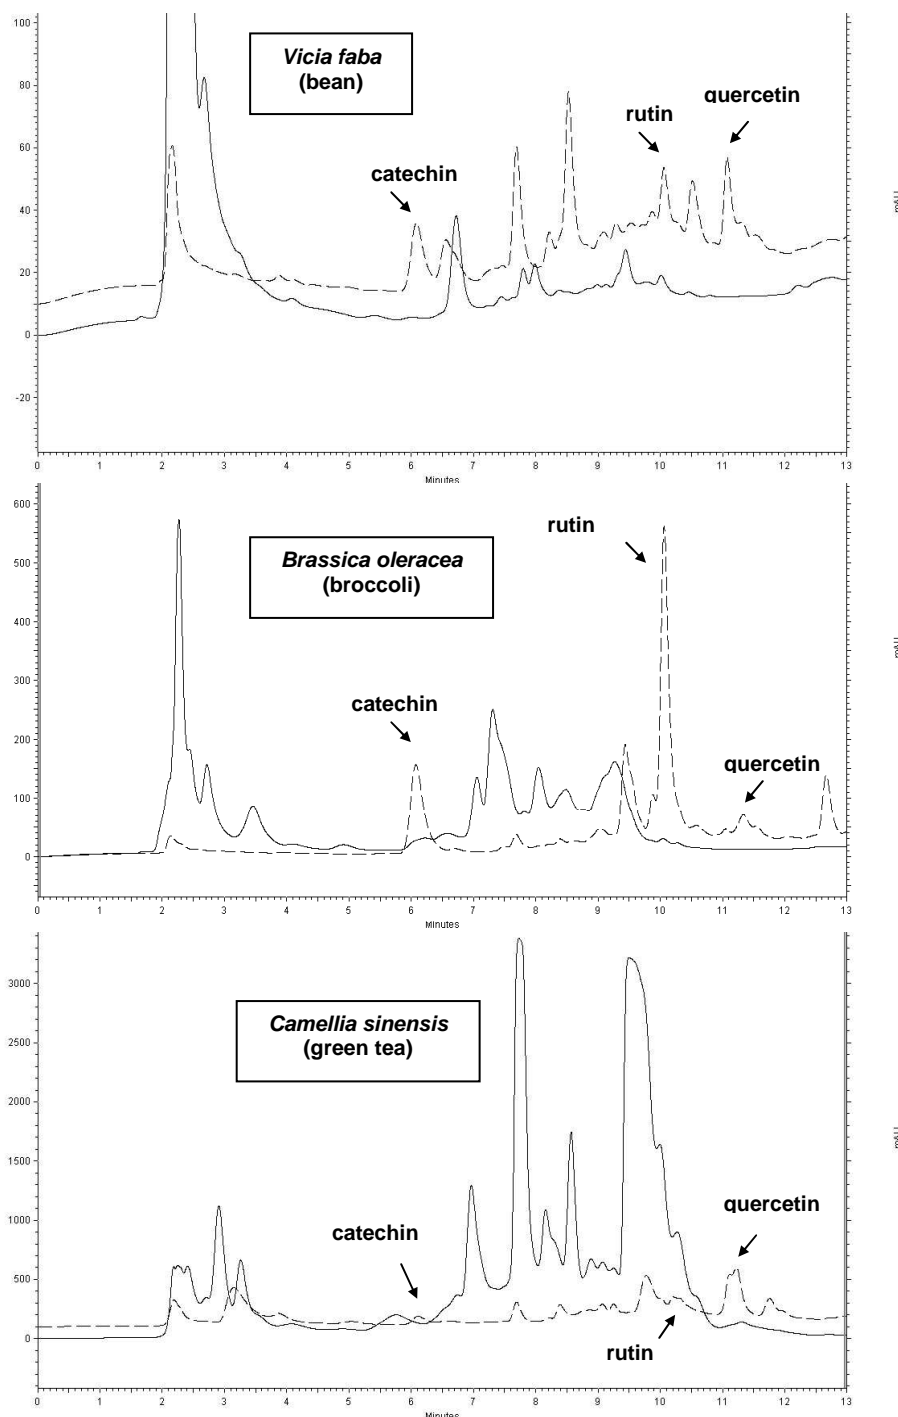 100
80
60
40
20
0
-20
Vicia faba
(bean)
catechin
rutin
quercetin
mAU
0 1 2 3 4 5 6 7 8 9 10 11 12 13
Minutes
600
500
400
300
200
100
0
Brassica oleracea
(broccoli)
catechin
rutin
quercetin
mAU
0 1 2 3 4 5 6 7 8 9 10 11 12 13
Minutes
3000
2500
2000
1500
1000
500
0
Camellia sinensis
(green tea)
catechin
quercetin
rutin
mAU
0 1 2 3 4 5 6 7 8 9 10 11 12 13
Minutes